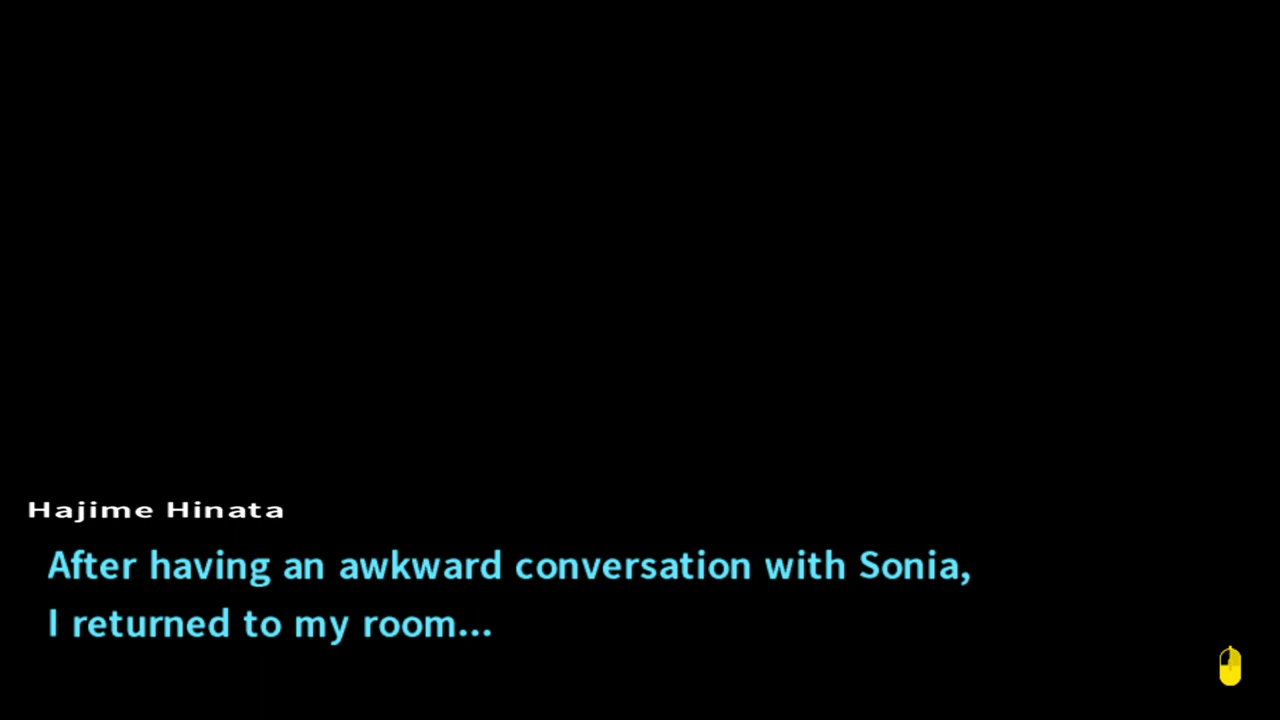 Hajime Hinata
After having an awkward conversation with Sonia,
I returned to my room...